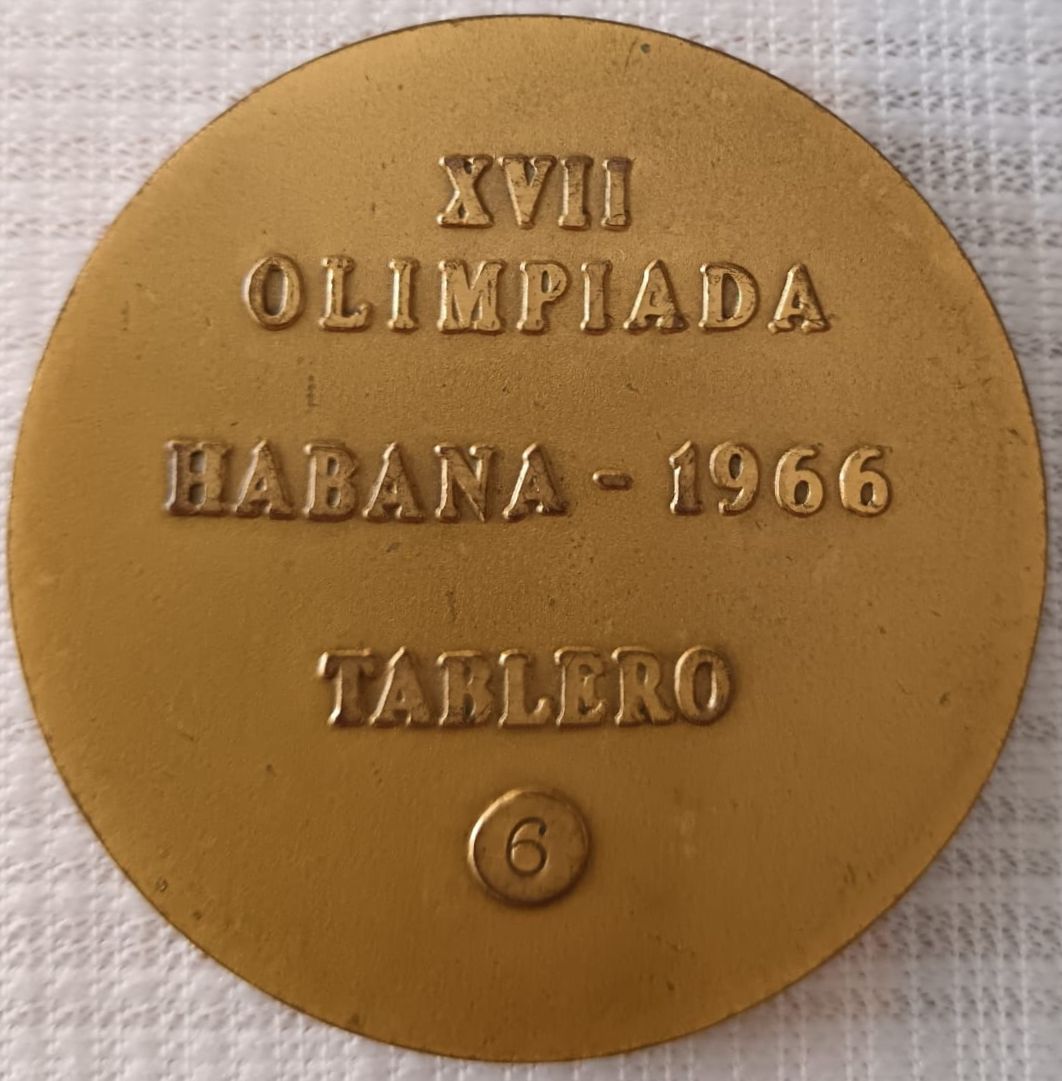 XVII
OLIMPIADA
HABANA - 1966
TABLERO
6